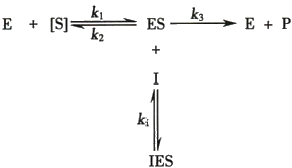 E + [S] k₁ k₂ ES k₃ E + P
+
I
kᵢ
IES